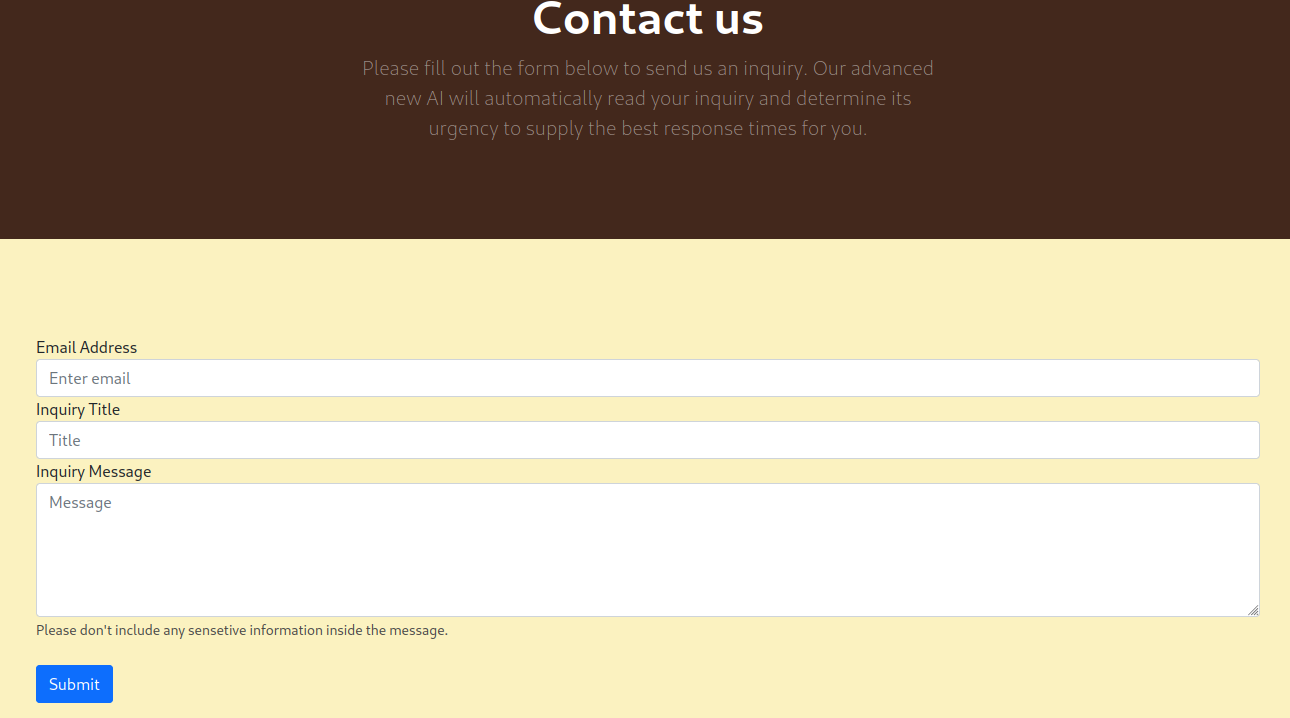 Contact us
Please fill out the form below to send us an inquiry. Our advanced
new AI will automatically read your inquiry and determine its
urgency to supply the best response times for you.
Email Address
Enter email
Inquiry Title
Title
Inquiry Message
Message
Please don't include any sensetive information inside the message.
Submit